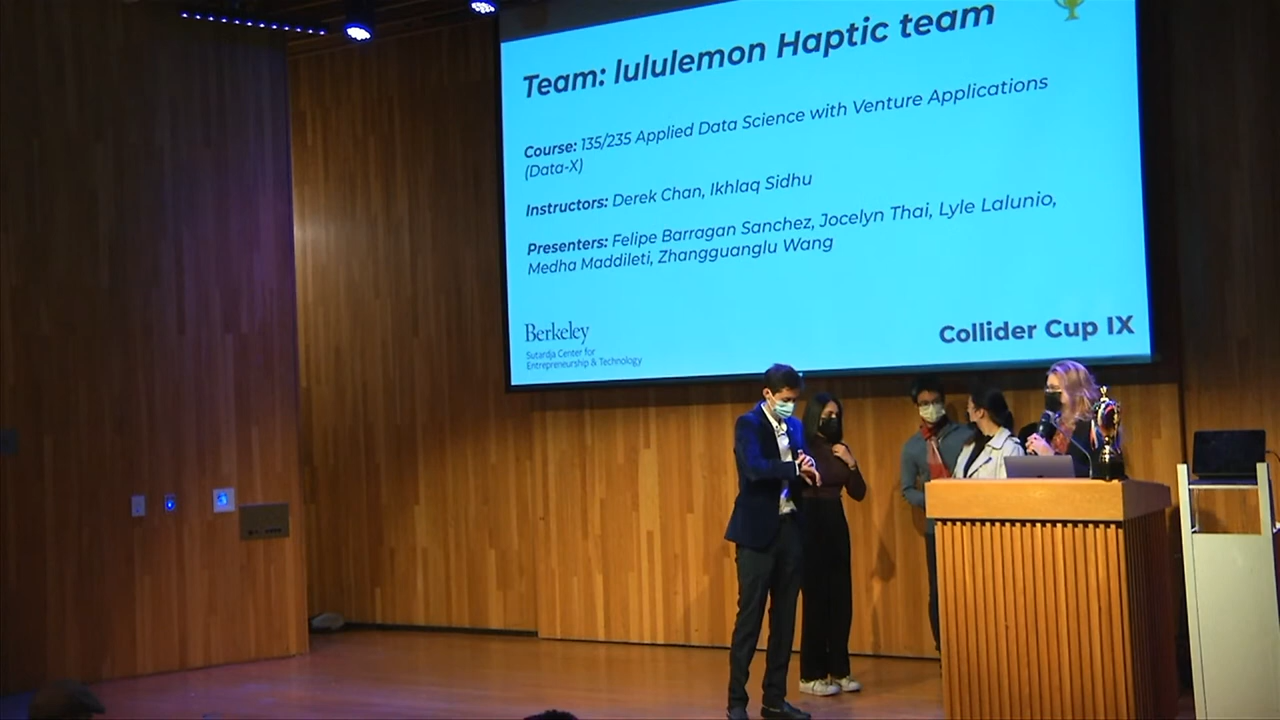 Team: lululemon Haptic team
Course: 135/235 Applied Data Science with Venture Applications
(Data-X)
Instructors: Derek Chan, Ikhlaq Sidhu
Presenters: Felipe Barragan Sanchez, Jocelyn Thai, Lyle Lalunio,
Medha Maddileti, Zhangguanglu Wang
Berkeley
Sutardja Center for
Entrepreneurship & Technology
Collider Cup IX